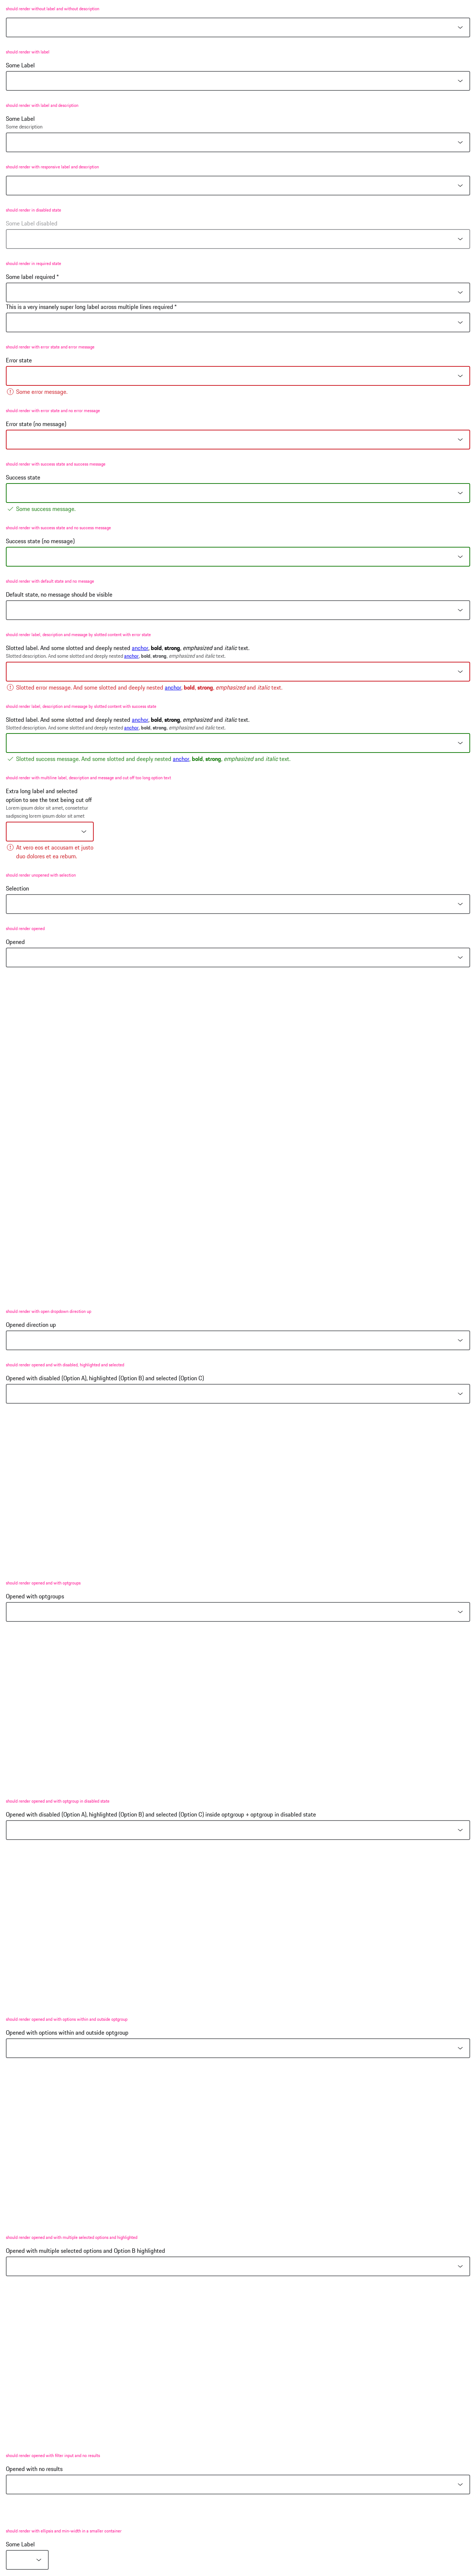 should render without label and without description
should render with label
Some Label
should render with label and description
Some Label
Some description
should render with responsive label and description
should render in disabled state
Some Label disabled
should render in required state
Some label required *
This is a very insanely super long label across multiple lines required *
should render with error state and error message
Error state
Some error message.
should render with error state and no error message
Error state (no message)
should render with success state and success message
Success state
Some success message.
should render with success state and no success message
Success state (no message)
should render with default state and no message
Default state, no message should be visible
should render label, description and message by slotted content with error state
Slotted label. And some slotted and deeply nested anchor, bold, strong, emphasized and italic text.
Slotted description. And some slotted and deeply nested anchor, bold, strong, emphasized and italic text.
Slotted error message. And some slotted and deeply nested anchor, bold, strong, emphasized and italic text.
should render label, description and message by slotted content with success state
Slotted label. And some slotted and deeply nested anchor, bold, strong, emphasized and italic text.
Slotted description. And some slotted and deeply nested anchor, bold, strong, emphasized and italic text.
Slotted success message. And some slotted and deeply nested anchor, bold, strong, emphasized and italic text.
should render with multiline label, description and message and cut off too long option text
Extra long label and selected
option to see the text being cut off
Lorem ipsum dolor sit amet, consetetur
sadipscing lorem ipsum dolor sit amet
At vero eos et accusam et justo
duo dolores et ea rebum.
should render unopened with selection
Selection
should render opened
Opened
should render with open dropdown direction up
Opened direction up
should render opened and with disabled, highlighted and selected
Opened with disabled (Option A), highlighted (Option B) and selected (Option C)
should render opened and with optgroups
Opened with optgroups
should render opened and with optgroup in disabled state
Opened with disabled (Option A), highlighted (Option B) and selected (Option C) inside optgroup + optgroup in disabled state
should render opened and with options within and outside optgroup
Opened with options within and outside optgroup
should render opened and with multiple selected options and highlighted
Opened with multiple selected options and Option B highlighted
should render opened with filter input and no results
Opened with no results
should render with ellipsis and min-width in a smaller container
Some Label